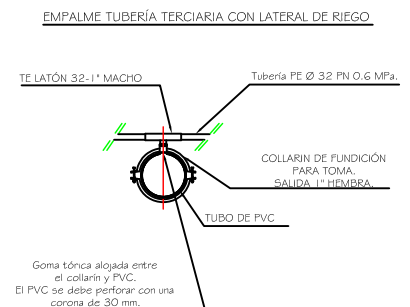 EMPALME TUBERÍA TERCIARIA CON LATERAL DE RIEGO
TE LATÓN 32-1" MACHO
Tubería PE Ø 32 PN 0.6 MPa.
COLLARIN DE FUNDICIÓN
PARA TOMA.
SALIDA 1" HEMBRA.
TUBO DE PVC
Goma tórica alojada entre
el collarín y PVC.
El PVC se debe perforar con una
corona de 30 mm.